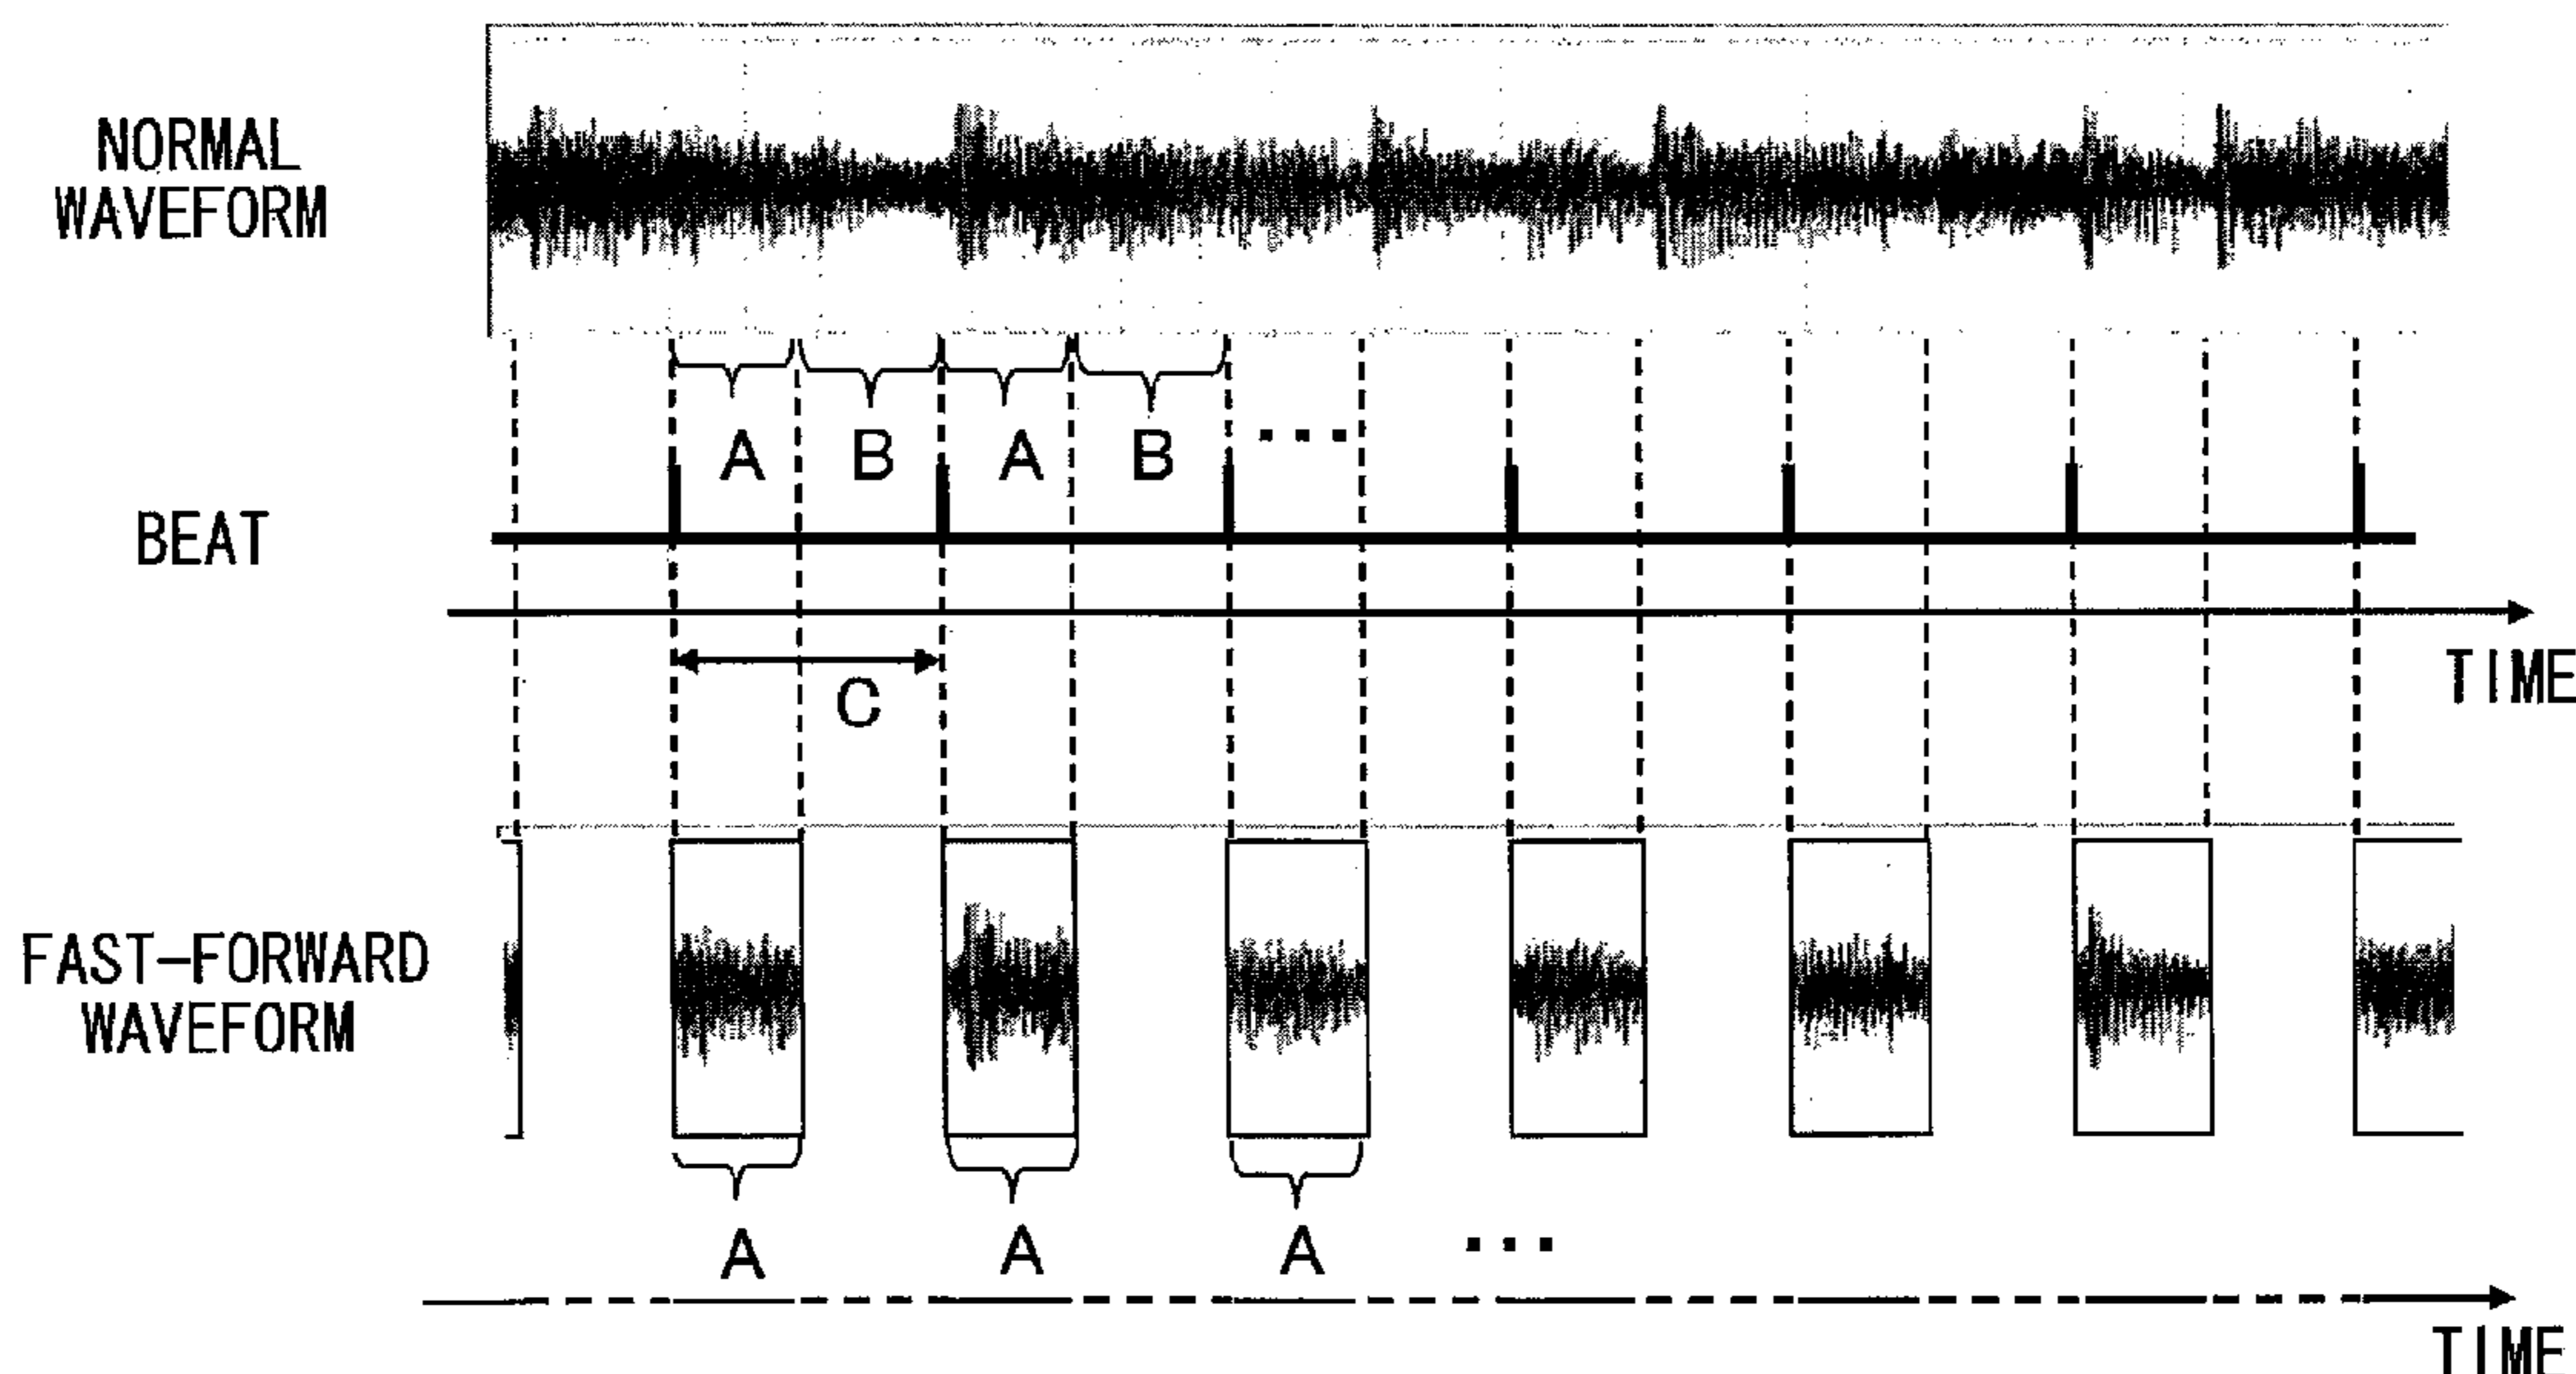 NORMAL
WAVEFORM
A B A B ...
BEAT
C
TIME
FAST-FORWARD
WAVEFORM
A A A ...
TIME